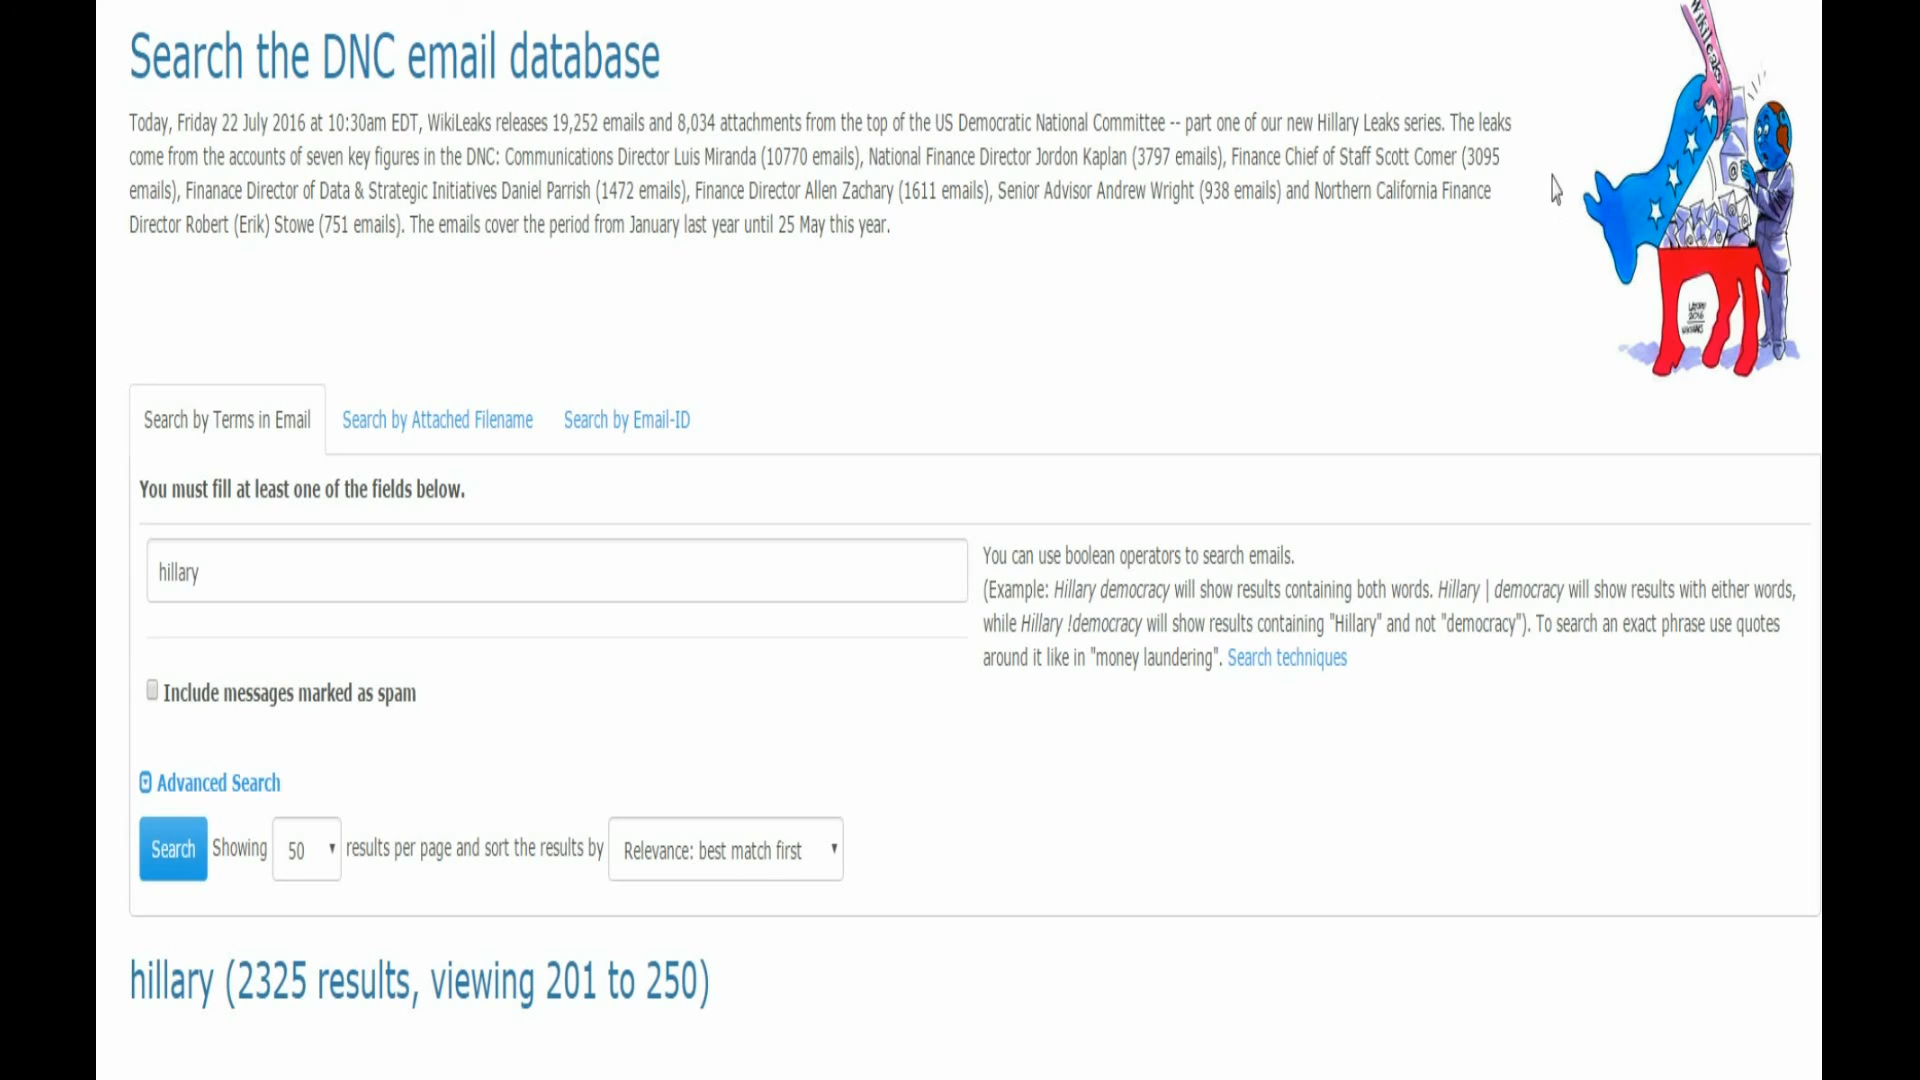 Search the DNC email database
WikiLeaks
Today, Friday 22 July 2016 at 10:30am EDT, WikiLeaks releases 19,252 emails and 8,034 attachments from the top of the US Democratic National Committee -- part one of our new Hillary Leaks series. The leaks
come from the accounts of seven key figures in the DNC: Communications Director Luis Miranda (10770 emails), National Finance Director Jordon Kaplan (3797 emails), Finance Chief of Staff Scott Comer (3095
emails), Finanace Director of Data & Strategic Initiatives Daniel Parrish (1472 emails), Finance Director Allen Zachary (1611 emails), Senior Advisor Andrew Wright (938 emails) and Northern California Finance
Director Robert (Erik) Stowe (751 emails). The emails cover the period from January last year until 25 May this year.
Search by Terms in Email Search by Attached Filename Search by Email-ID
You must fill at least one of the fields below.
hillary
You can use boolean operators to search emails.
(Example: Hillary democracy will show results containing both words. Hillary | democracy will show results with either words,
while Hillary !democracy will show results containing "Hillary" and not "democracy"). To search an exact phrase use quotes
around it like in "money laundering". Search techniques
Include messages marked as spam
Advanced Search
Search Showing 50 results per page and sort the results by Relevance: best match first
hillary (2325 results, viewing 201 to 250)